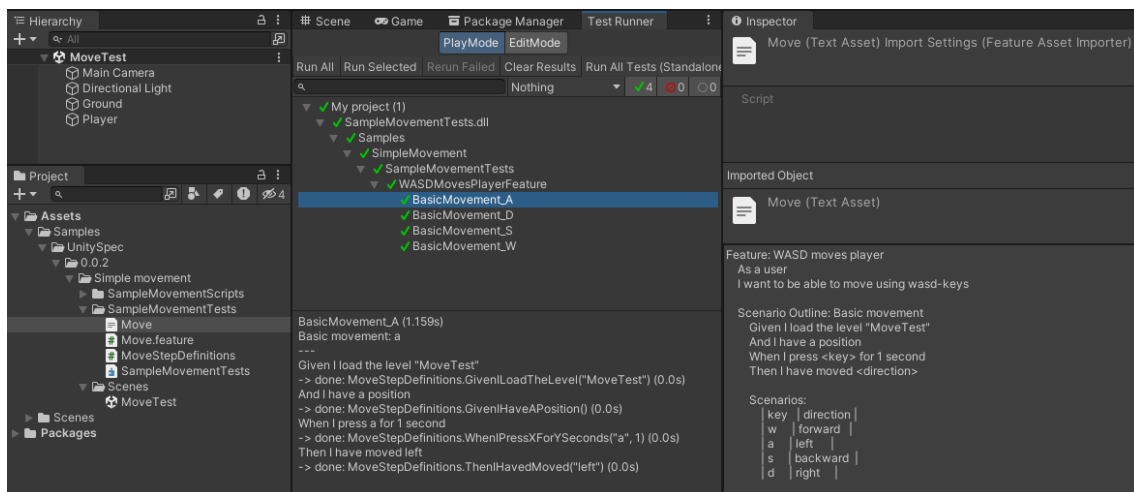 Hierarchy
All
MoveTest
Main Camera
Directional Light
Ground
Player
Project
4
Assets
Samples
UnitySpec
0.0.2
Simple movement
SampleMovementScripts
SampleMovementTests
Move
Move.feature
MoveStepDefinitions
SampleMovementTests
Scenes
MoveTest
Scenes
Packages
Scene Game Package Manager Test Runner
PlayMode EditMode
Run All Run Selected Rerun Failed Clear Results Run All Tests (Standalone
Nothing 4 0 0
My project (1)
SampleMovementTests.dll
Samples
SimpleMovement
SampleMovementTests
WASDMovesPlayerFeature
BasicMovement_A
BasicMovement_D
BasicMovement_S
BasicMovement_W
BasicMovement_A (1.159s)
Basic movement: a
---
Given I load the level "MoveTest"
-> done: MoveStepDefinitions.GivenILoadTheLevel("MoveTest") (0.0s)
And I have a position
-> done: MoveStepDefinitions.GivenIHaveAPosition() (0.0s)
When I press a for 1 second
-> done: MoveStepDefinitions.WhenIPressXForYSeconds("a", 1) (0.0s)
Then I have moved left
-> done: MoveStepDefinitions.ThenIHavedMoved("left") (0.0s)
Inspector
Move (Text Asset) Import Settings (Feature Asset Importer)
Script
Imported Object
Move (Text Asset)
Feature: WASD moves player
As a user
I want to be able to move using wasd-keys
Scenario Outline: Basic movement
Given I load the level "MoveTest"
And I have a position
When I press <key> for 1 second
Then I have moved <direction>
Scenarios:
| key | direction |
| w | forward |
| a | left |
| s | backward |
| d | right |